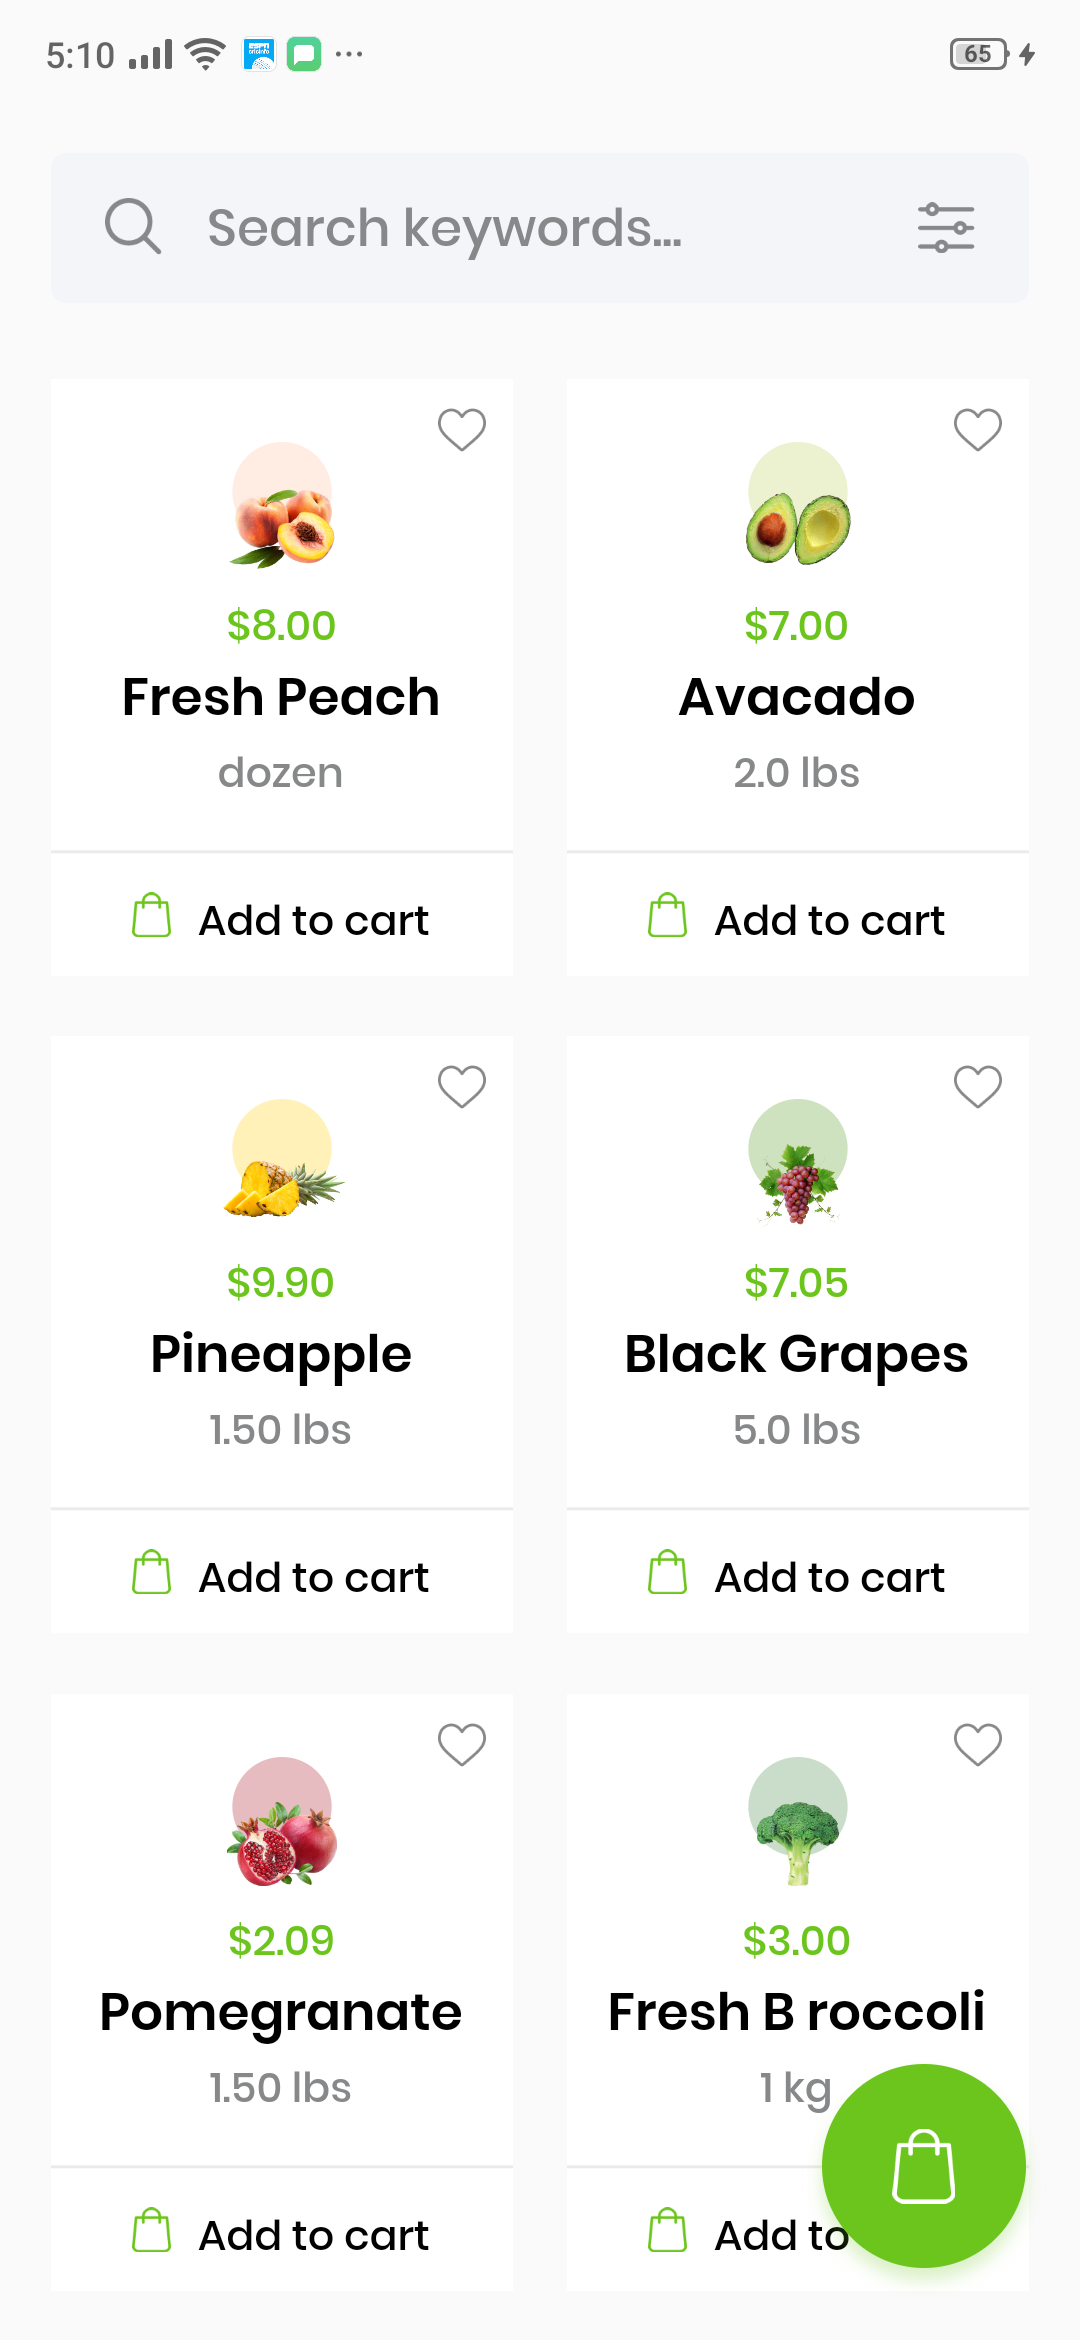 5:10
ESPN
cricinfo
65
Search keywords...
$8.00
Fresh Peach
dozen
Add to cart
$7.00
Avacado
2.0 lbs
Add to cart
$9.90
Pineapple
1.50 lbs
Add to cart
$7.05
Black Grapes
5.0 lbs
Add to cart
$2.09
Pomegranate
1.50 lbs
Add to cart
$3.00
Fresh B roccoli
1 kg
Add to